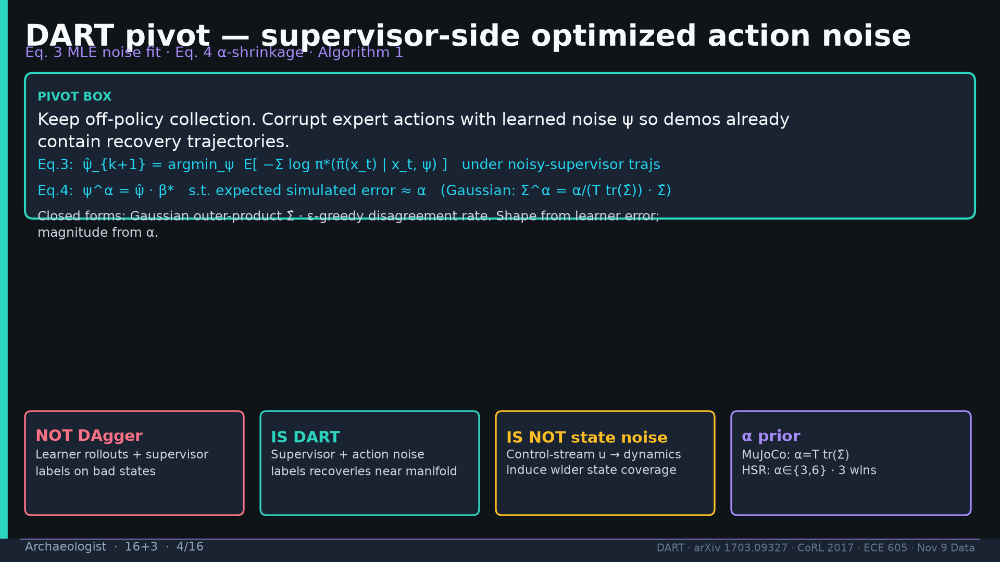 DART pivot — supervisor-side optimized action noise
Eq. 3 MLE noise fit · Eq. 4 α-shrinkage · Algorithm 1
PIVOT BOX
Keep off-policy collection. Corrupt expert actions with learned noise ψ so demos already
contain recovery trajectories.
Eq.3:  ψ̂_{k+1} = argmin_ψ  E[ −Σ log π*(π̂(x_t) | x_t, ψ) ]   under noisy-supervisor trajs
Eq.4:  ψ^α = ψ̂ · β*   s.t. expected simulated error ≈ α   (Gaussian: Σ^α = α/(T tr(Σ̂)) · Σ̂)
Closed forms: Gaussian outer-product Σ̂ · ε-greedy disagreement rate. Shape from learner error;
magnitude from α.
NOT DAgger
Learner rollouts + supervisor
labels on bad states
IS DART
Supervisor + action noise
labels recoveries near manifold
IS NOT state noise
Control-stream u → dynamics
induce wider state coverage
α prior
MuJoCo: α=T tr(Σ̂)
HSR: α∈{3,6} · 3 wins
Archaeologist  ·  16+3  ·  4/16
DART · arXiv 1703.09327 · CoRL 2017 · ECE 605 · Nov 9 Data